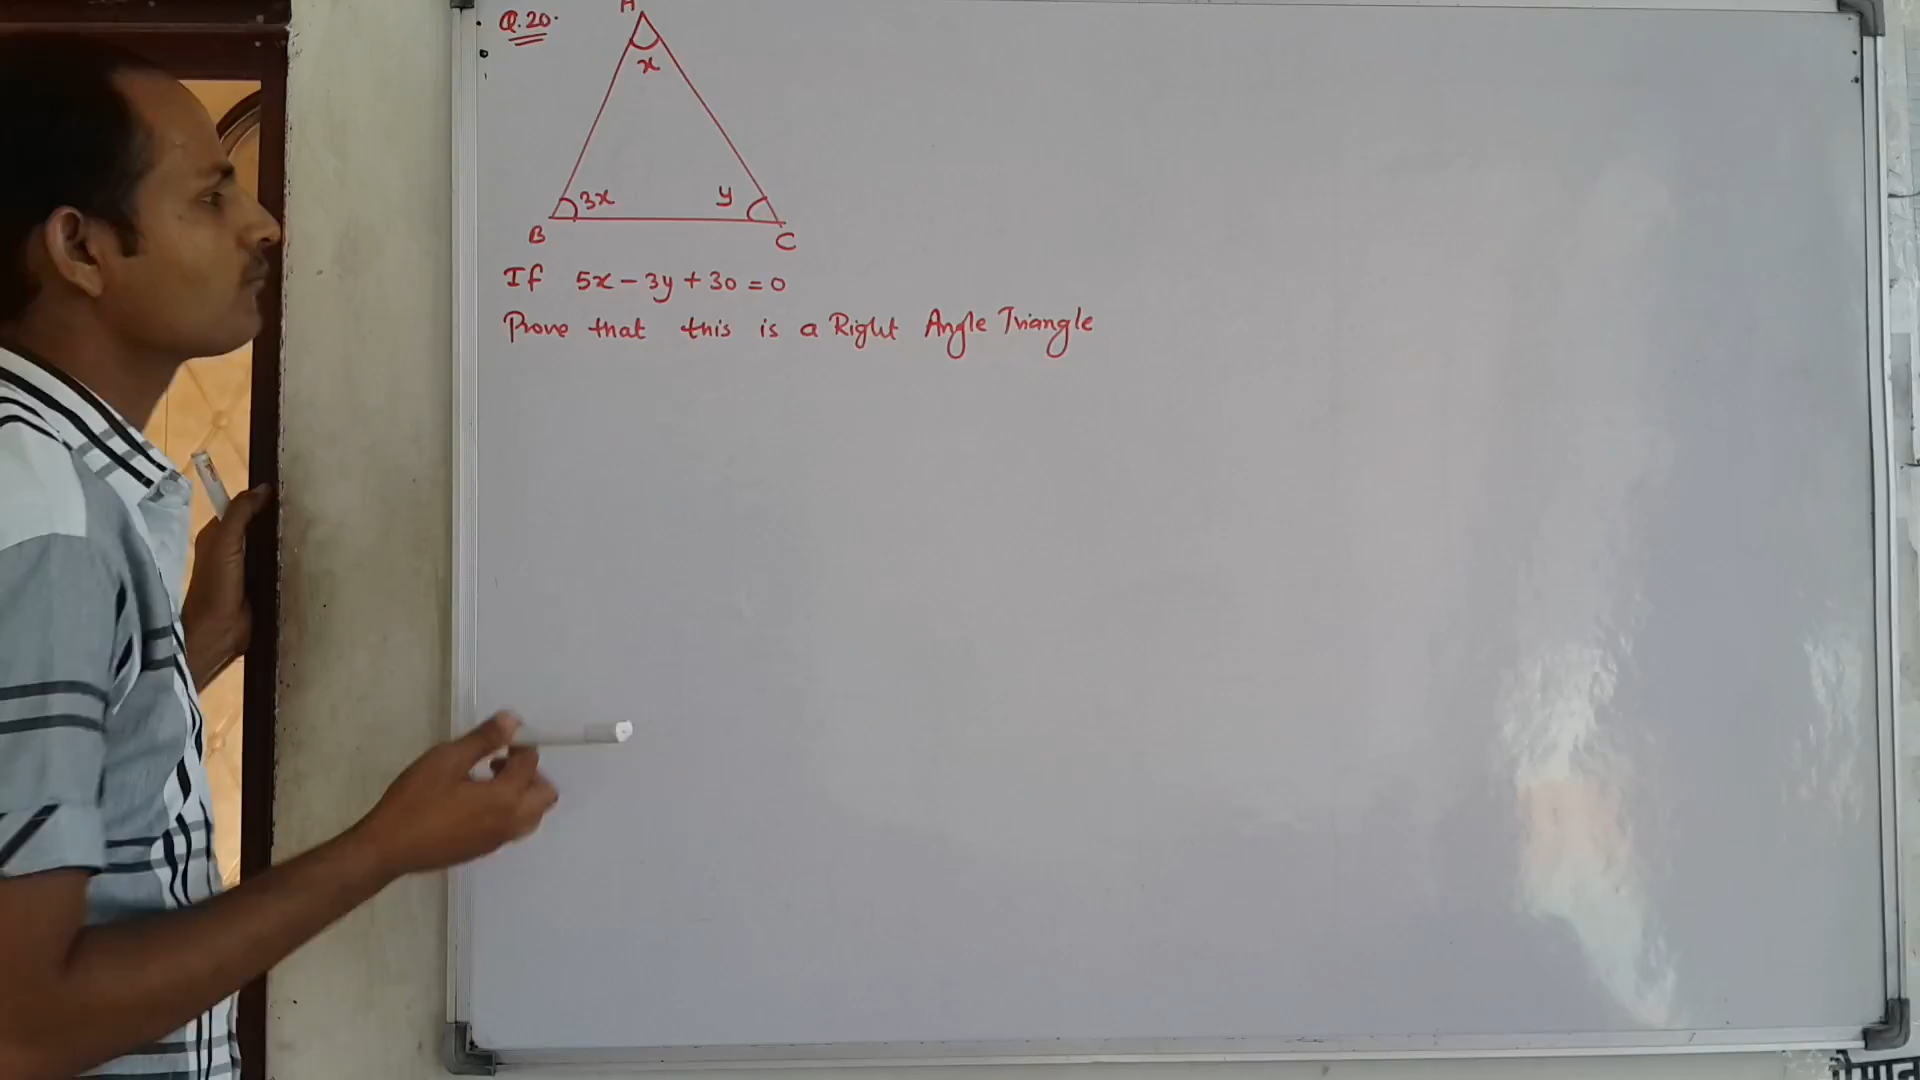 Q.20.
A
x
3x
y
B
C
If 5x - 3y + 30 = 0
Prove that this is a Right Angle Triangle